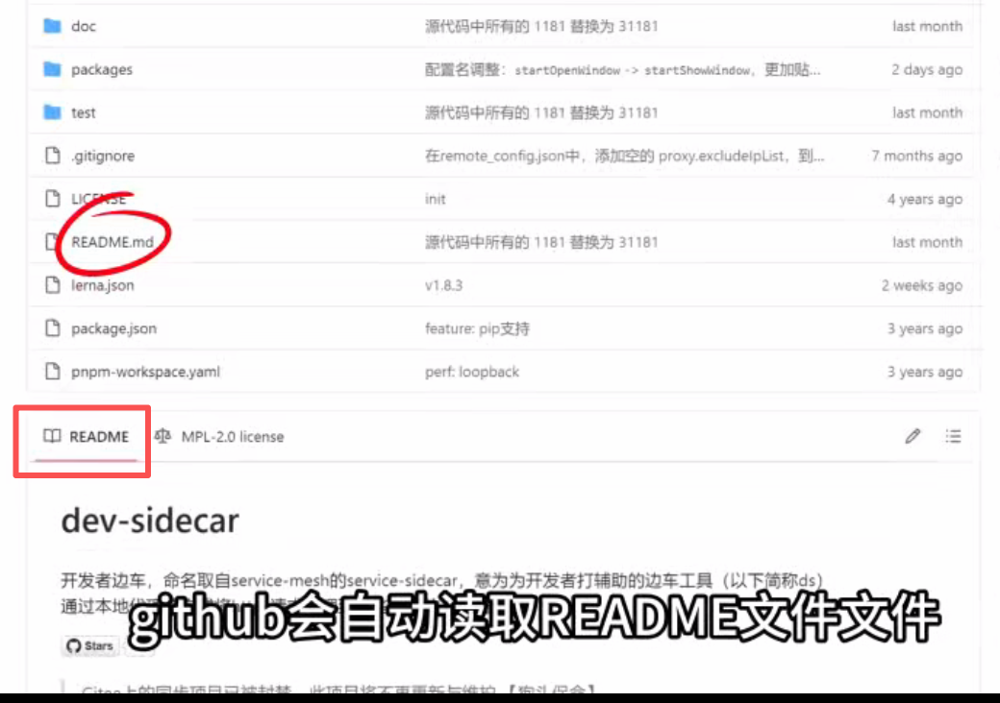 doc 源代码中所有的 1181 替换为 31181 last month
packages 配置名调整：startOpenWindow -> startShowWindow，更加贴... 2 days ago
test 源代码中所有的 1181 替换为 31181 last month
.gitignore 在remote_config.json中，添加空的 proxy.excludeIpList，到... 7 months ago
LICENSE init 4 years ago
README.md 源代码中所有的 1181 替换为 31181 last month
lerna.json v1.8.3 2 weeks ago
package.json feature: pip支持 3 years ago
pnpm-workspace.yaml perf: loopback 3 years ago
README MPL-2.0 license
dev-sidecar
开发者边车，命名取自service-mesh的service-sidecar，意为为开发者打辅助的边车工具（以下简称ds）
通过本地代
github会自动读取README文件文件
Stars
Gitee上的同步项目已被封禁，此项目将不再更新与维护 【狗头保命】